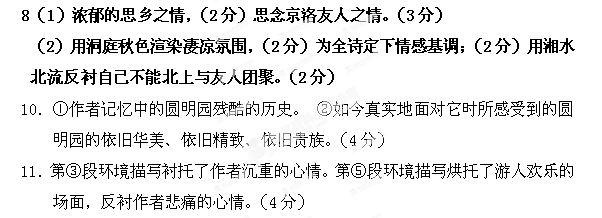 8（1）浓郁的思乡之情，（2分）思念京洛友人之情。（3分）
（2）用洞庭秋色渲染凄凉氛围，（2分）为全诗定下情感基调；（2分）用湘水
北流反衬自己不能北上与友人团聚。（2分）
10．①作者记忆中的圆明园残酷的历史。 ②如今真实地面对它时所感受到的圆
明园的依旧华美、依旧精致、依旧贵族。（4分）
11．第③段环境描写衬托了作者沉重的心情。第⑤段环境描写烘托了游人欢乐的
场面，反衬作者悲痛的心情。（4分）